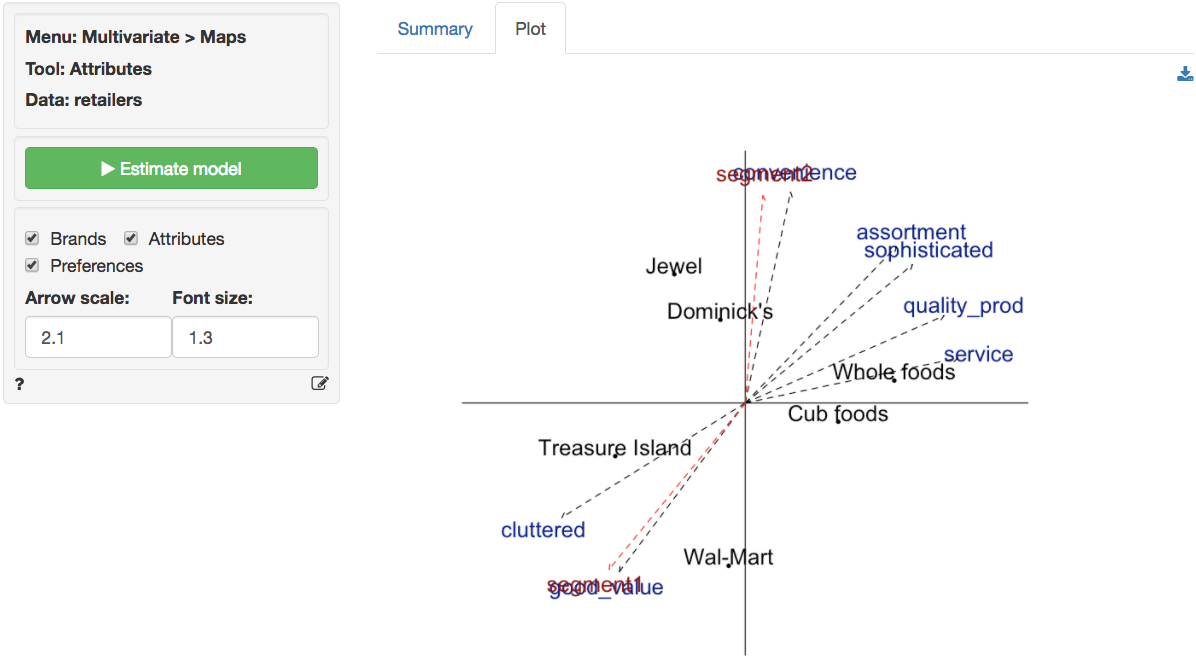 Menu: Multivariate > Maps
Tool: Attributes
Data: retailers
Estimate model
Brands Attributes
Preferences
Arrow scale: Font size:
2.1 1.3
?
Summary Plot
segment2 convenience
assortment
sophisticated
Jewel
quality_prod
Dominick's
service
Whole foods
Cub foods
Treasure Island
cluttered
Wal-Mart
segment1
good_value